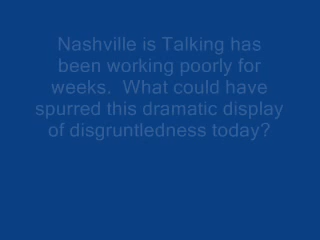 Nashville is Talking has
been working poorly for
weeks.  What could have
spurred this dramatic display
of disgruntledness today?